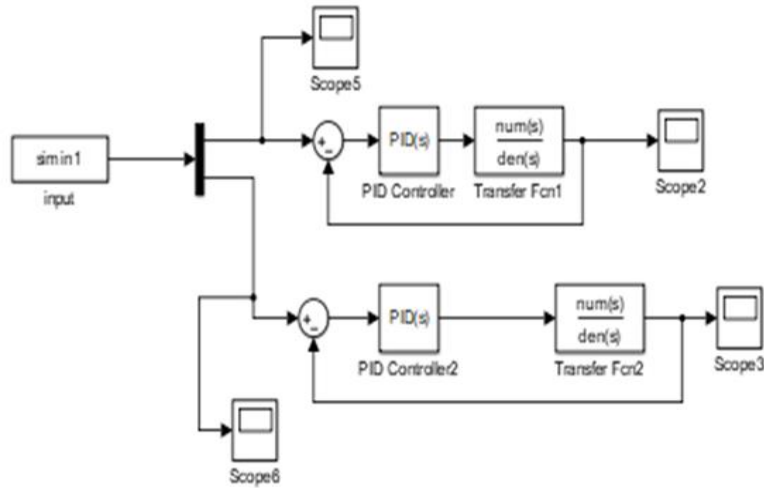 Scope5
simin1
input
+
−
PID(s)
PID Controller
num(s)
den(s)
Transfer Fcn1
Scope2
+
−
PID(s)
PID Controller2
num(s)
den(s)
Transfer Fcn2
Scope3
Scope6